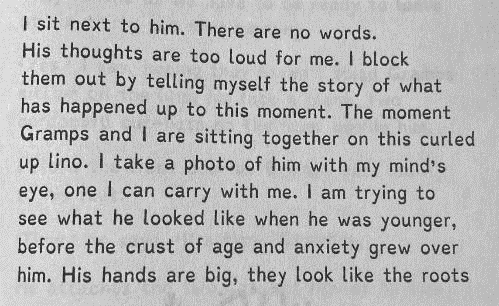 I sit next to him. There are no words.
His thoughts are too loud for me. I block
them out by telling myself the story of what
has happened up to this moment. The moment
Gramps and I are sitting together on this curled
up lino. I take a photo of him with my mind's
eye, one I can carry with me. I am trying to
see what he looked like when he was younger,
before the crust of age and anxiety grew over
him. His hands are big, they look like the roots